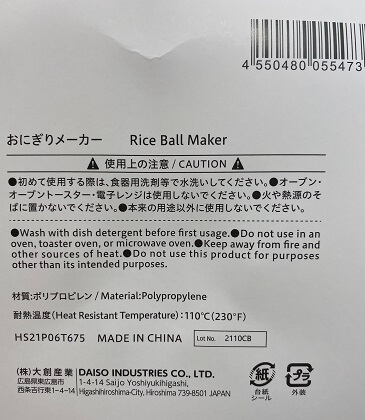 4 550480 055473
おにぎりメーカー Rice Ball Maker
使用上の注意 / CAUTION
●初めて使用する際は、食器用洗剤等で水洗いしてください。●オーブン・
オーブントースター・電子レンジは使用しないでください。●火や熱源のそ
ばに置かないでください。●本来の用途以外に使用しないでください。
●Wash with dish detergent before first usage.●Do not use in an
oven, toaster oven, or microwave oven.●Keep away from fire and
other sources of heat.●Do not use this product for purposes
other than its intended purposes.
材質:ポリプロピレン / Material:Polypropylene
耐熱温度(Heat Resistant Temperature):110℃(230°F)
HS21P06T675 MADE IN CHINA Lot No. 2110CB
(株)大創産業 DAISO INDUSTRIES CO., LTD.
広島県東広島市 1-4-14 Saijo Yoshiyukihigashi,
西条吉行東1-4-14 Higashihiroshima-City, Hiroshima 739-8501 JAPAN
紙 プラ
台紙 外装
シール